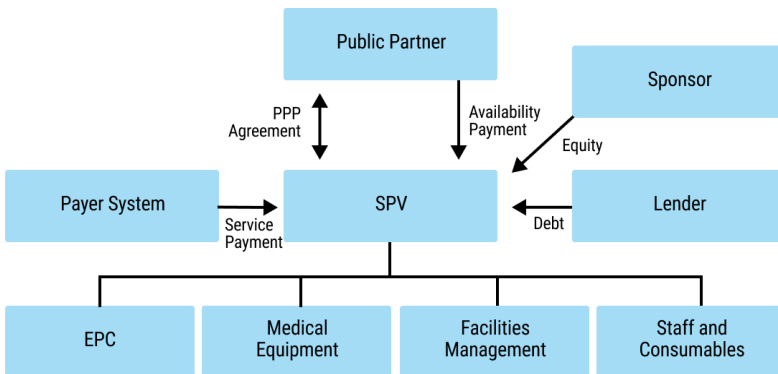 Public Partner
Sponsor
PPP
Agreement
Availability
Payment
Equity
Payer System
SPV
Lender
Service
Payment
Debt
EPC
Medical
Equipment
Facilities
Management
Staff and
Consumables